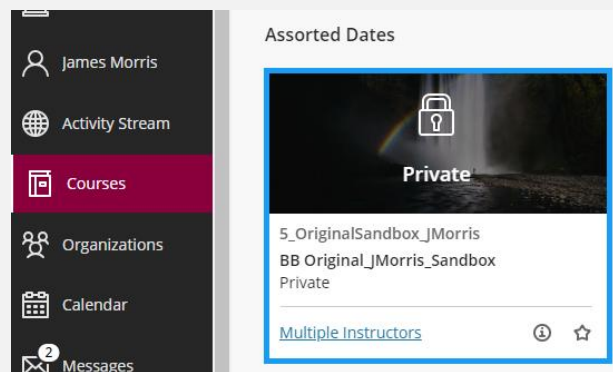 James Morris
Activity Stream
Courses
Organizations
Calendar
2
Messages
Assorted Dates
Private
5_OriginalSandbox_JMorris
BB Original_JMorris_Sandbox
Private
Multiple Instructors